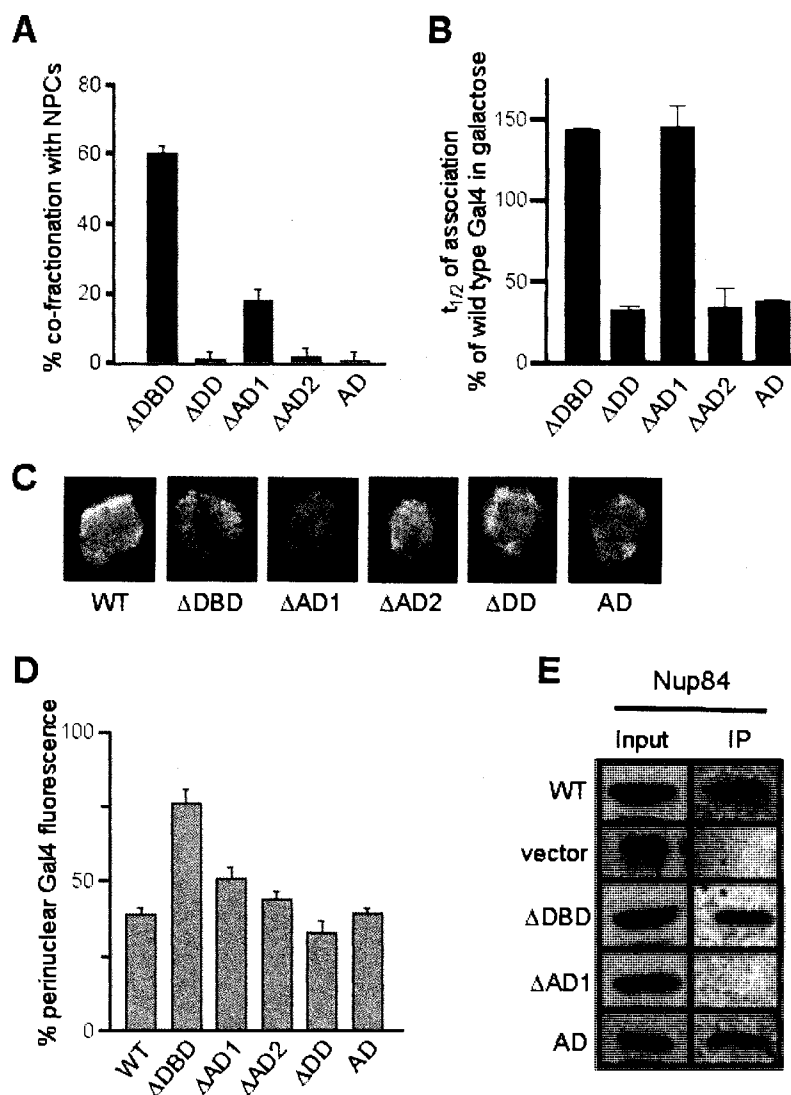 A
% co-fractionation with NPCs
80
60
40
20
0
ΔDBD
ΔDD
ΔAD1
ΔAD2
AD
B
t1/2 of association
% of wild type Gal4 in galactose
150
100
50
0
ΔDBD
ΔDD
ΔAD1
ΔAD2
AD
C
WT
ΔDBD
ΔAD1
ΔAD2
ΔDD
AD
D
% perinuclear Gal4 fluorescence
100
50
0
WT
ΔDBD
ΔAD1
ΔAD2
ΔDD
AD
E
Nup84
Input IP
WT
vector
ΔDBD
ΔAD1
AD